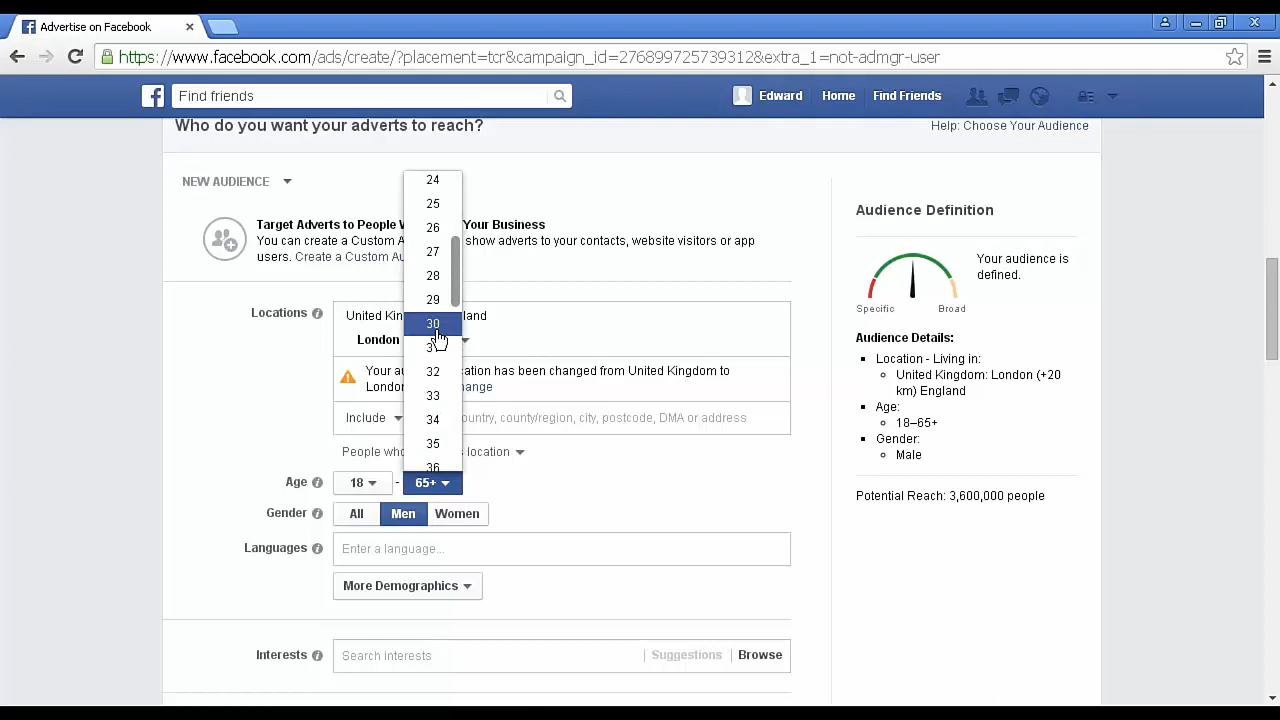 Advertise on Facebook
https://www.facebook.com/ads/create/?placement=tcr&campaign_id=276899725739312&extra_1=not-admgr-user
Find friends
Edward Home Find Friends
Who do you want your adverts to reach?
Help: Choose Your Audience
NEW AUDIENCE
Target Adverts to People W Your Business
You can create a Custom A show adverts to your contacts, website visitors or app
users. Create a Custom Au
Locations
United Kin land
London
Your au cation has been changed from United Kingdom to
London ange
Include ountry, county/region, city, postcode, DMA or address
People who s location
24
25
26
27
28
29
30
32
33
34
35
36
Age 18 - 65+
Gender All Men Women
Languages Enter a language...
More Demographics
Interests Search interests Suggestions Browse
Audience Definition
Your audience is
defined.
Specific Broad
Audience Details:
Location - Living in:
United Kingdom: London (+20
km) England
Age:
18–65+
Gender:
Male
Potential Reach: 3,600,000 people